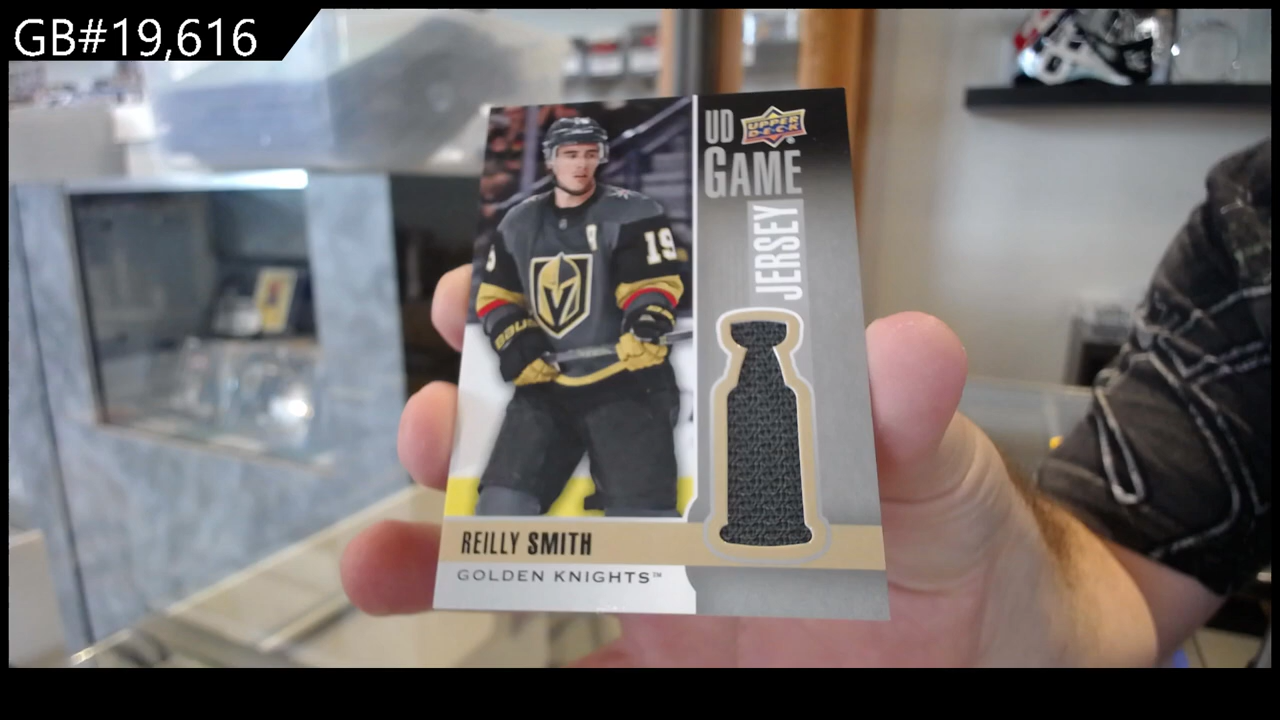 GB#19,616
UD
UPPER
DECK
GAME
JERSEY
19
REILLY SMITH
GOLDEN KNIGHTS™